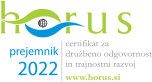 horus
prejemnik
2022
certifikat za
družbeno odgovornost
in trajnostni razvoj
www.horus.si